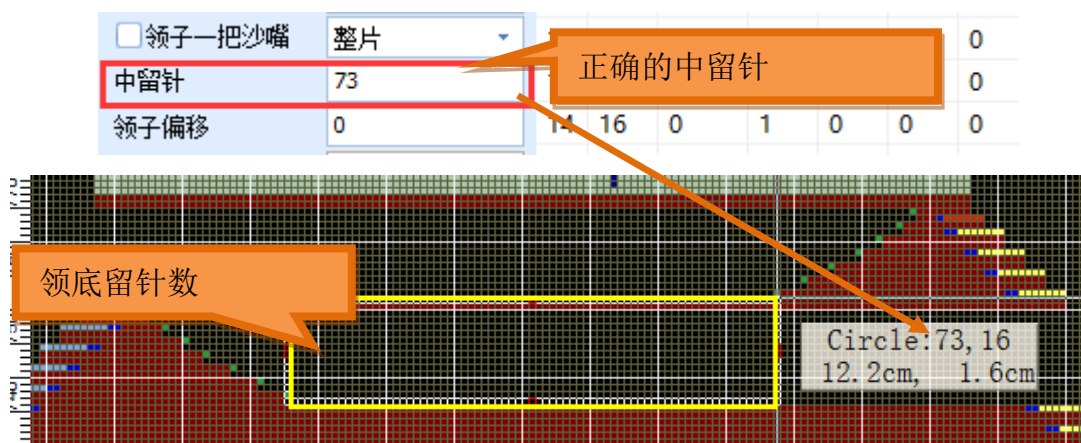 领子一把沙嘴 整片 0
正确的中留针
中留针 73 0
领子偏移 0 14 16 0 1 0 0 0
领底留针数
Circle:73,16
12.2cm, 1.6cm